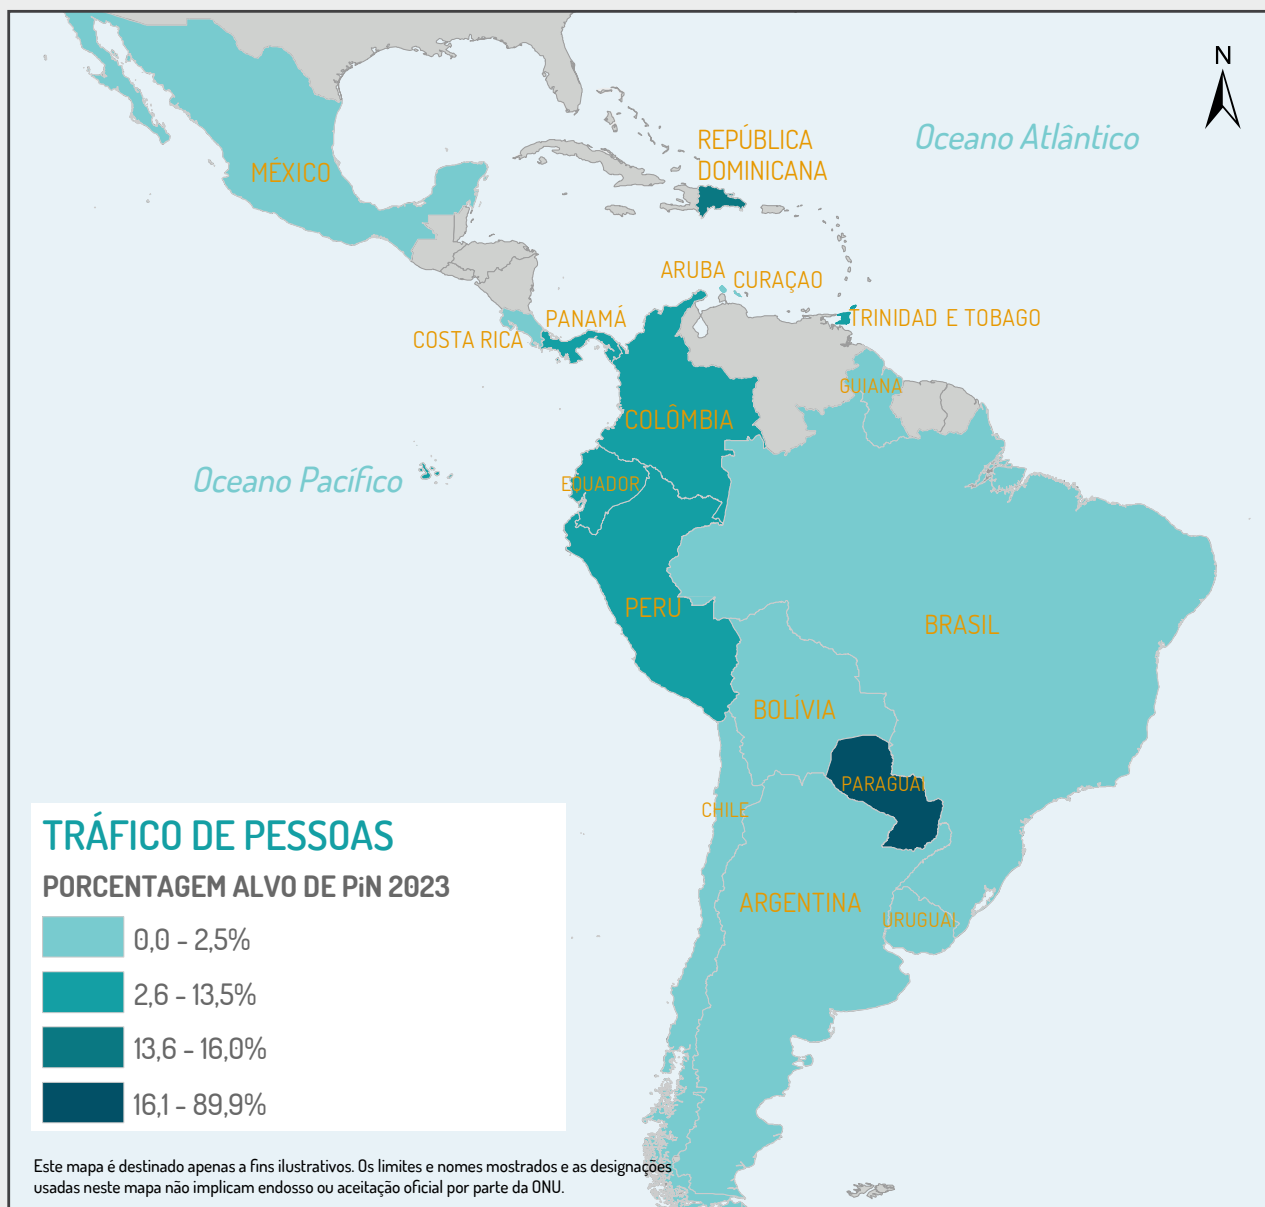 N
Oceano Atlântico
REPÚBLICA
DOMINICANA
MÉXICO
ARUBA
CURAÇAO
PANAMÁ
TRINIDAD E TOBAGO
COSTA RICA
GUIANA
COLÔMBIA
Oceano Pacífico
EQUADOR
PERU
BRASIL
BOLÍVIA
PARAGUAI
CHILE
ARGENTINA
URUGUAI
TRÁFICO DE PESSOAS
PORCENTAGEM ALVO DE PiN 2023
0,0 - 2,5%
2,6 - 13,5%
13,6 - 16,0%
16,1 - 89,9%
Este mapa é destinado apenas a fins ilustrativos. Os limites e nomes mostrados e as designações
usadas neste mapa não implicam endosso ou aceitação oficial por parte da ONU.